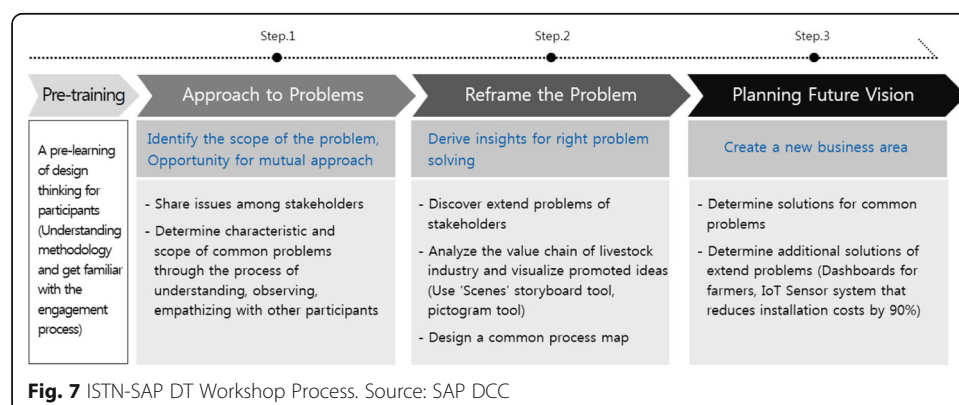 Step.1
Step.2
Step.3
Pre-training
Approach to Problems
Reframe the Problem
Planning Future Vision
A pre-learning
of design
thinking for
participants
(Understanding
methodology
and get familiar
with the
engagement
process)
Identify the scope of the problem,
Opportunity for mutual approach
- Share issues among stakeholders
- Determine characteristic and
scope of common problems
through the process of
understanding, observing,
empathizing with other participants
Derive insights for right problem
solving
- Discover extend problems of
stakeholders
- Analyze the value chain of livestock
industry and visualize promoted ideas
(Use 'Scenes' storyboard tool,
pictogram tool)
- Design a common process map
Create a new business area
- Determine solutions for common
problems
- Determine additional solutions of
extend problems (Dashboards for
farmers, IoT Sensor system that
reduces installation costs by 90%)
Fig. 7 ISTN-SAP DT Workshop Process. Source: SAP DCC